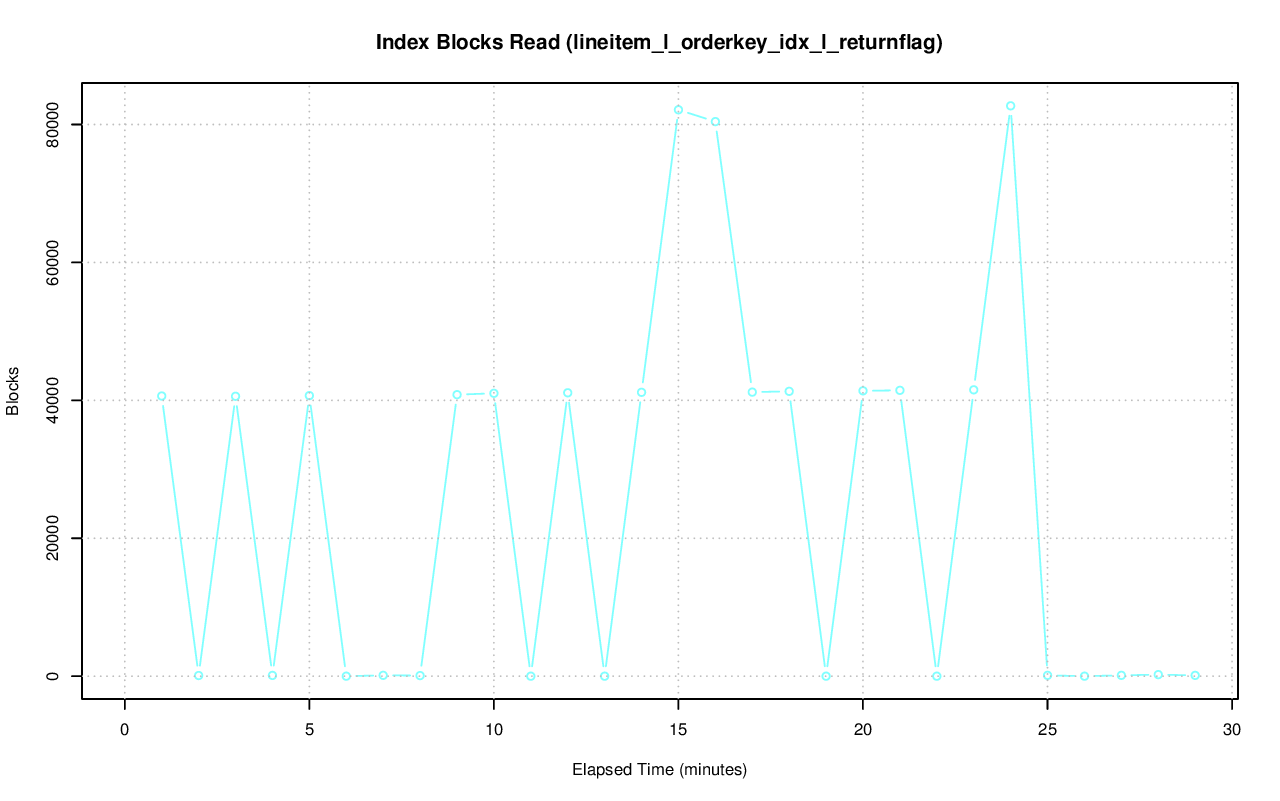 Index Blocks Read (lineitem_l_orderkey_idx_l_returnflag)
80000
60000
40000
20000
0
Blocks
0 5 10 15 20 25 30
Elapsed Time (minutes)